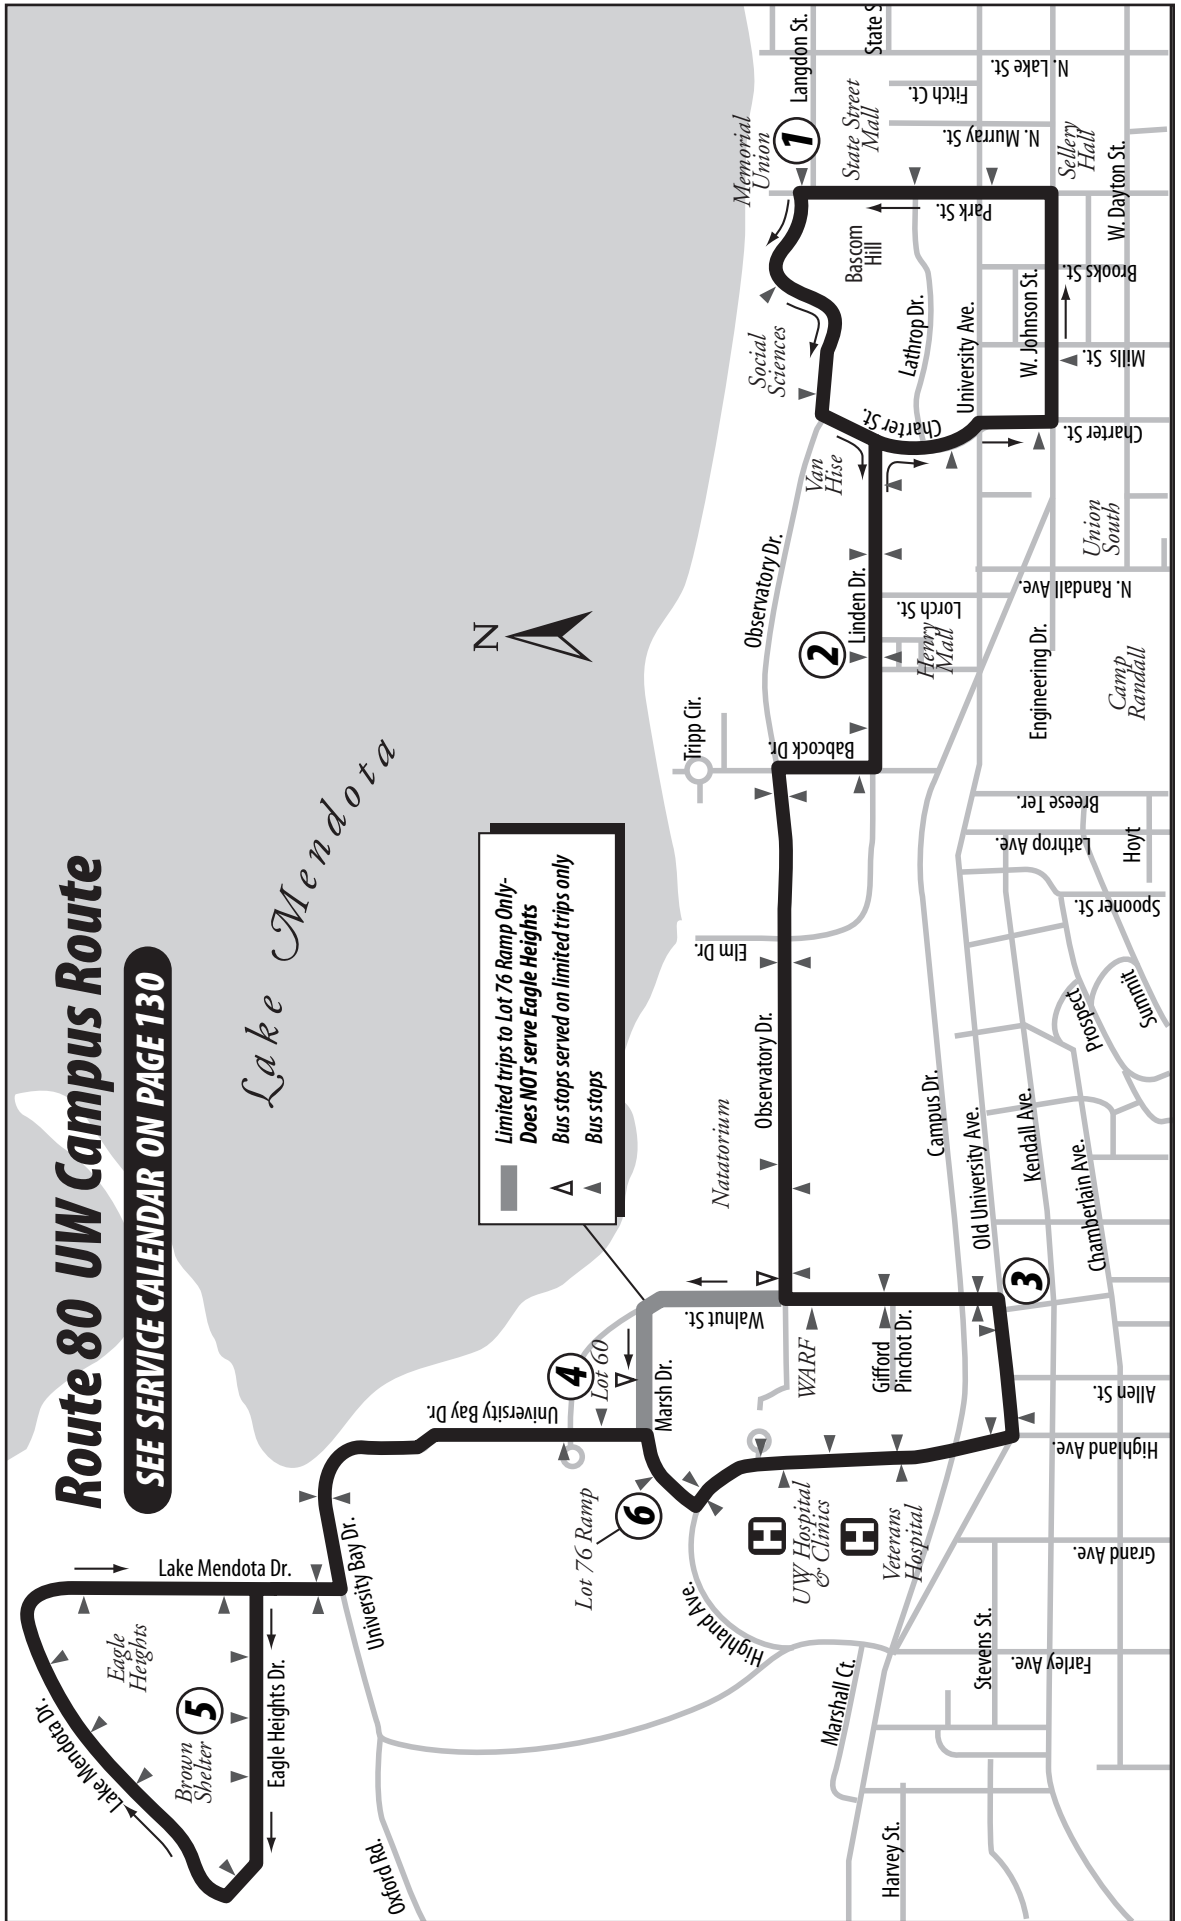 Route 80 UW Campus Route
SEE SERVICE CALENDAR ON PAGE 130
Lake Mendota
N
Limited trips to Lot 76 Ramp Only-
Does NOT serve Eagle Heights
Bus stops served on limited trips only
Bus stops
Lake Mendota Dr.
Lake Mendota Dr.
Eagle
Heights
Brown
Shelter
5
Eagle Heights Dr.
University Bay Dr.
Oxford Rd.
University Bay Dr.
4
Lot 60
Marsh Dr.
Walnut St.
Lot 76 Ramp
6
Highland Ave.
H
UW Hospital
& Clinics
H
Veterans
Hospital
WARF
Gifford
Pinchot Dr.
3
Natatorium
Observatory Dr.
Elm Dr.
Tripp Cir.
Babcock Dr.
Observatory Dr.
2
Linden Dr.
Henry
Mall
Lorch St.
Van
Hise
Social
Sciences
Charter St.
Lathrop Dr.
Bascom
Hill
Memorial
Union
1
Langdon St.
State S
State Street
Mall
Fitch Ct.
N. Lake St.
N. Murray St.
Park St.
Sellery
Hall
W. Dayton St.
Brooks St.
W. Johnson St.
University Ave.
Mills St.
Charter St.
Union
South
N. Randall Ave.
Engineering Dr.
Camp
Randall
Breese Ter.
Lathrop Ave.
Hoyt
Spooner St.
Summit
Prospect
Campus Dr.
Old University Ave.
Kendall Ave.
Chamberlain Ave.
Allen St.
Highland Ave.
Grand Ave.
Stevens St.
Farley Ave.
Marshall Ct.
Harvey St.